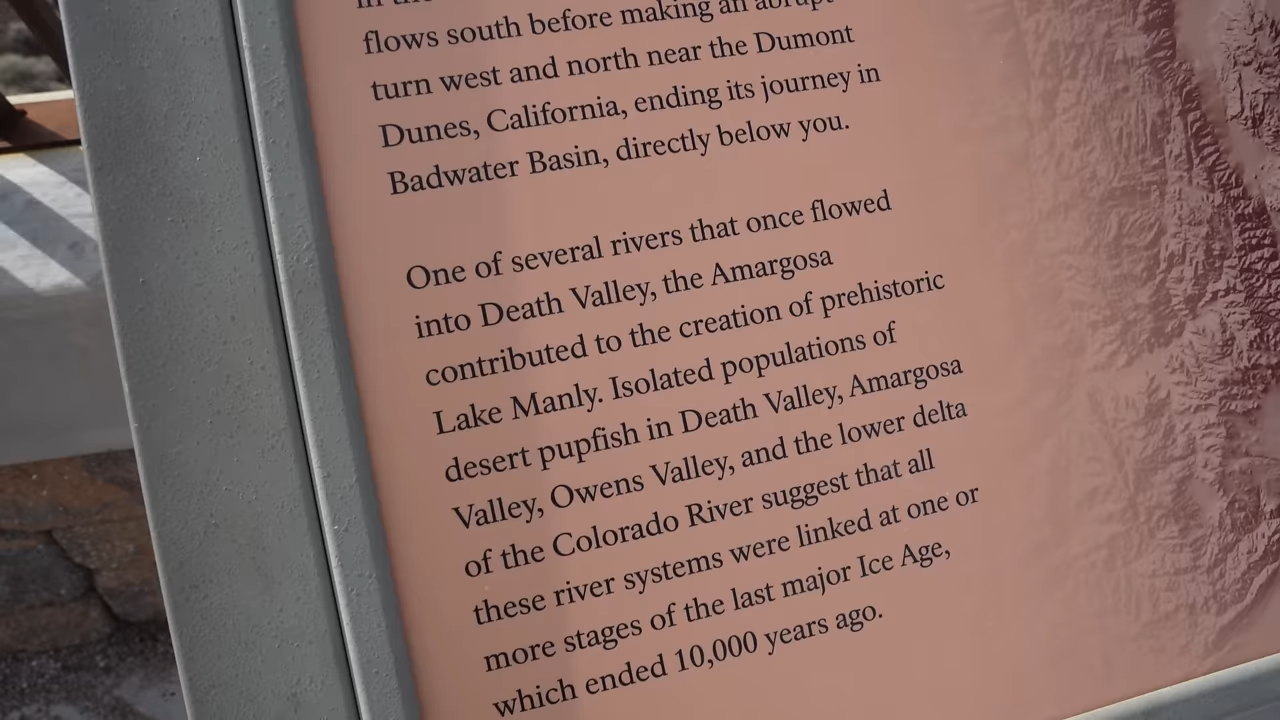 in the
flows south before making an abrupt
turn west and north near the Dumont
Dunes, California, ending its journey in
Badwater Basin, directly below you.
One of several rivers that once flowed
into Death Valley, the Amargosa
contributed to the creation of prehistoric
Lake Manly. Isolated populations of
desert pupfish in Death Valley, Amargosa
Valley, Owens Valley, and the lower delta
of the Colorado River suggest that all
these river systems were linked at one or
more stages of the last major Ice Age,
which ended 10,000 years ago.